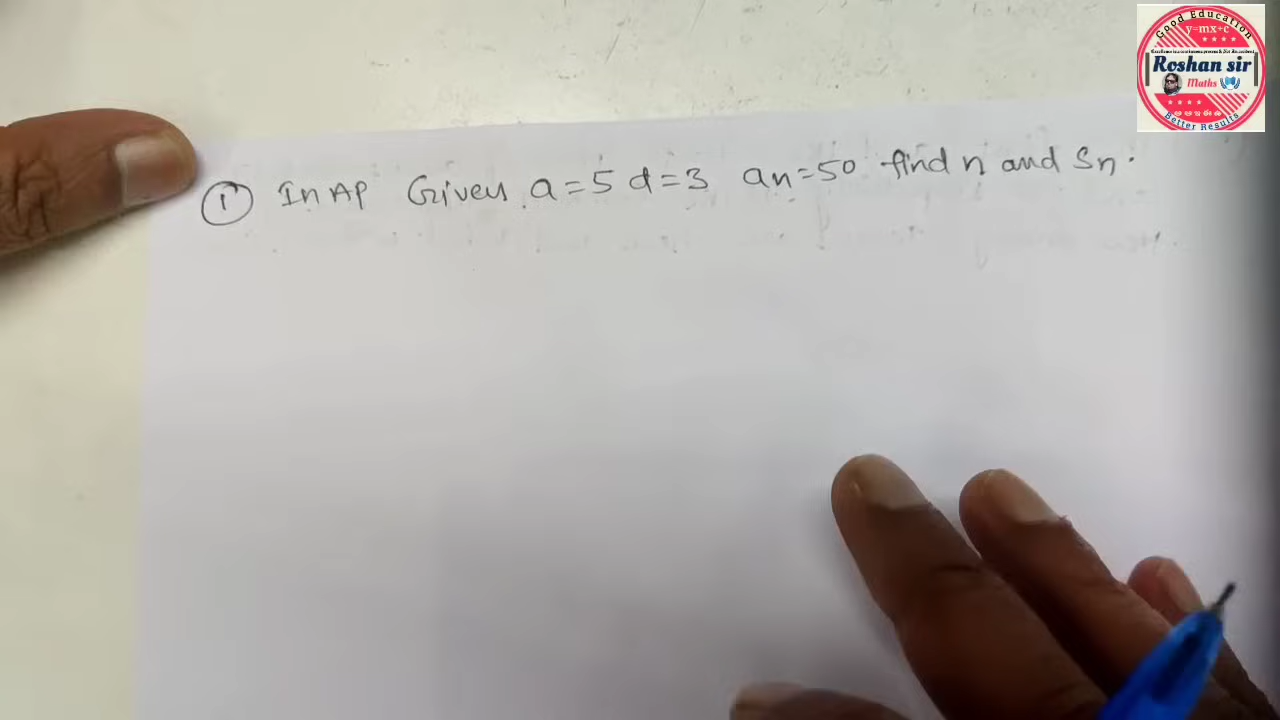 Good Education
y=mx+c
Roshan sir
Maths
Better Results
① In AP Given a=5 d=3 an=50 find n and Sn.